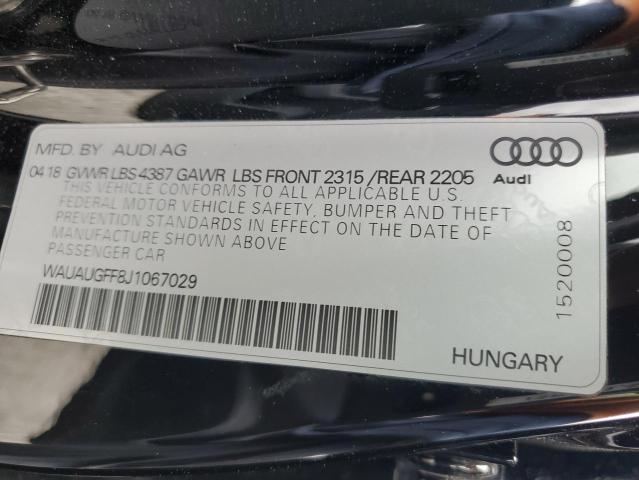 MFD. BY AUDI AG
04 18 GVWR LBS 4387 GAWR LBS FRONT 2315 /REAR 2205
THIS VEHICLE CONFORMS TO ALL APPLICABLE U.S.
FEDERAL MOTOR VEHICLE SAFETY, BUMPER AND THEFT
PREVENTION STANDARDS IN EFFECT ON THE DATE OF
MANUFACTURE SHOWN ABOVE
PASSENGER CAR
WAUAUGFF8J1067029
Audi
1520008
HUNGARY